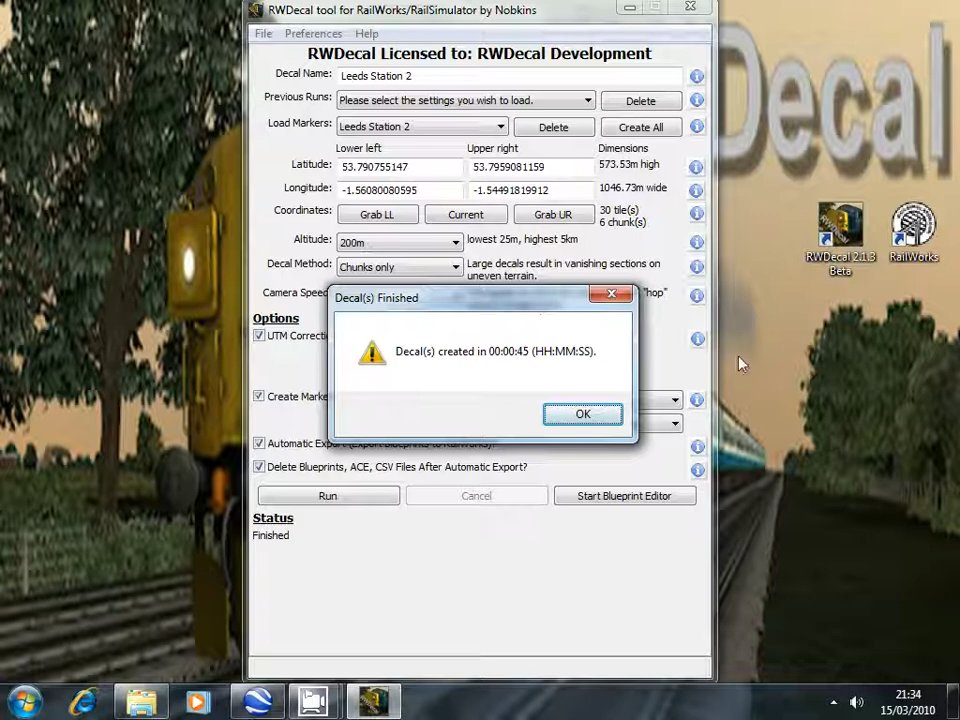 RWDecal tool for RailWorks/RailSimulator by Nobkins
File Preferences Help
RWDecal Licensed to: RWDecal Development
Decal Name: Leeds Station 2
Previous Runs: Please select the settings you wish to load. Delete
Load Markers: Leeds Station 2 Delete Create All
Lower left Upper right Dimensions
Latitude: 53.790755147 53.7959081159 573.53m high
Longitude: -1.56080080595 -1.54491819912 1046.73m wide
Coordinates: Grab LL Current Grab UR 30 tile(s)
6 chunk(s)
Altitude: 200m lowest 25m, highest 5km
Decal Method: Chunks only Large decals result in vanishing sections on
uneven terrain.
Camera Speed "hop"
Decal(s) Finished
Decal(s) created in 00:00:45 (HH:MM:SS).
OK
Options
UTM Correcti
Create Marke
Automatic Export (Export Blueprints to RailWorks)?
Delete Blueprints, ACE, CSV Files After Automatic Export?
Run Cancel Start Blueprint Editor
Status
Finished
Decal
RWDecal 2.1.3
Beta
RailWorks
21:34
15/03/2010